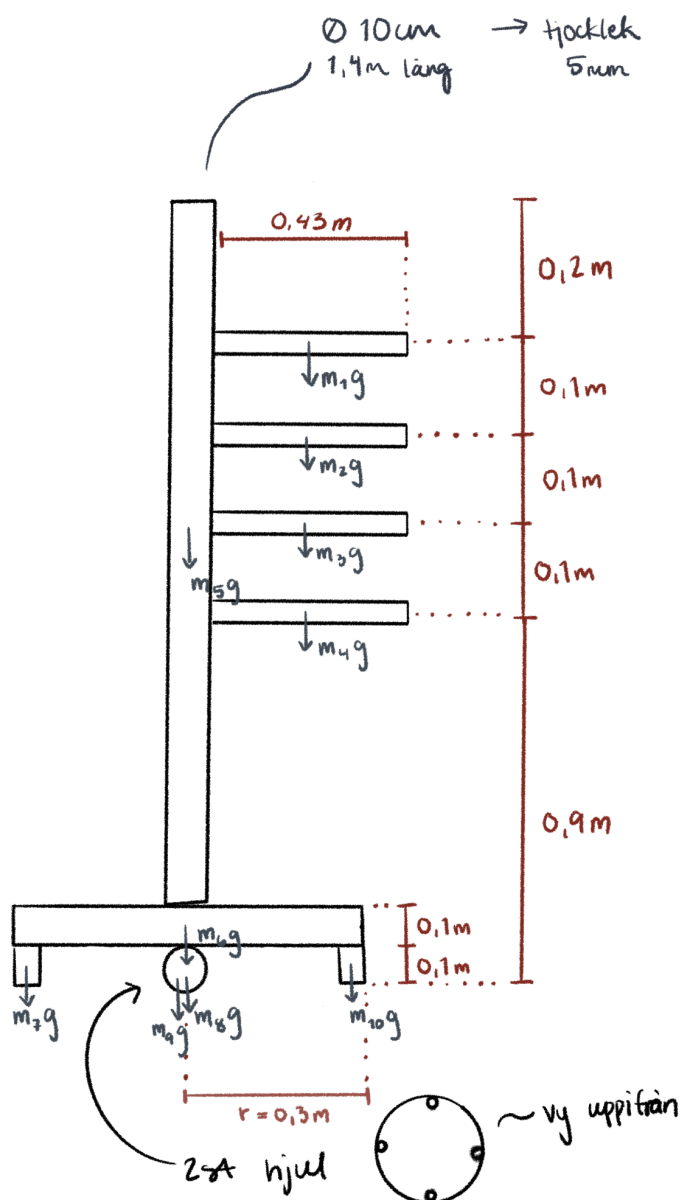 Ø 10cm → tjocklek
1,4m lång 5mm
0,43m
0,2m
m₁g
0,1m
m₂g
0,1m
m₃g
0,1m
m₅g
m₄g
0,9m
m₆g
0,1m
0,1m
m₇g
m₉g m₈g
m₁₀g
r = 0,3m
vy uppifrån
2st hjul